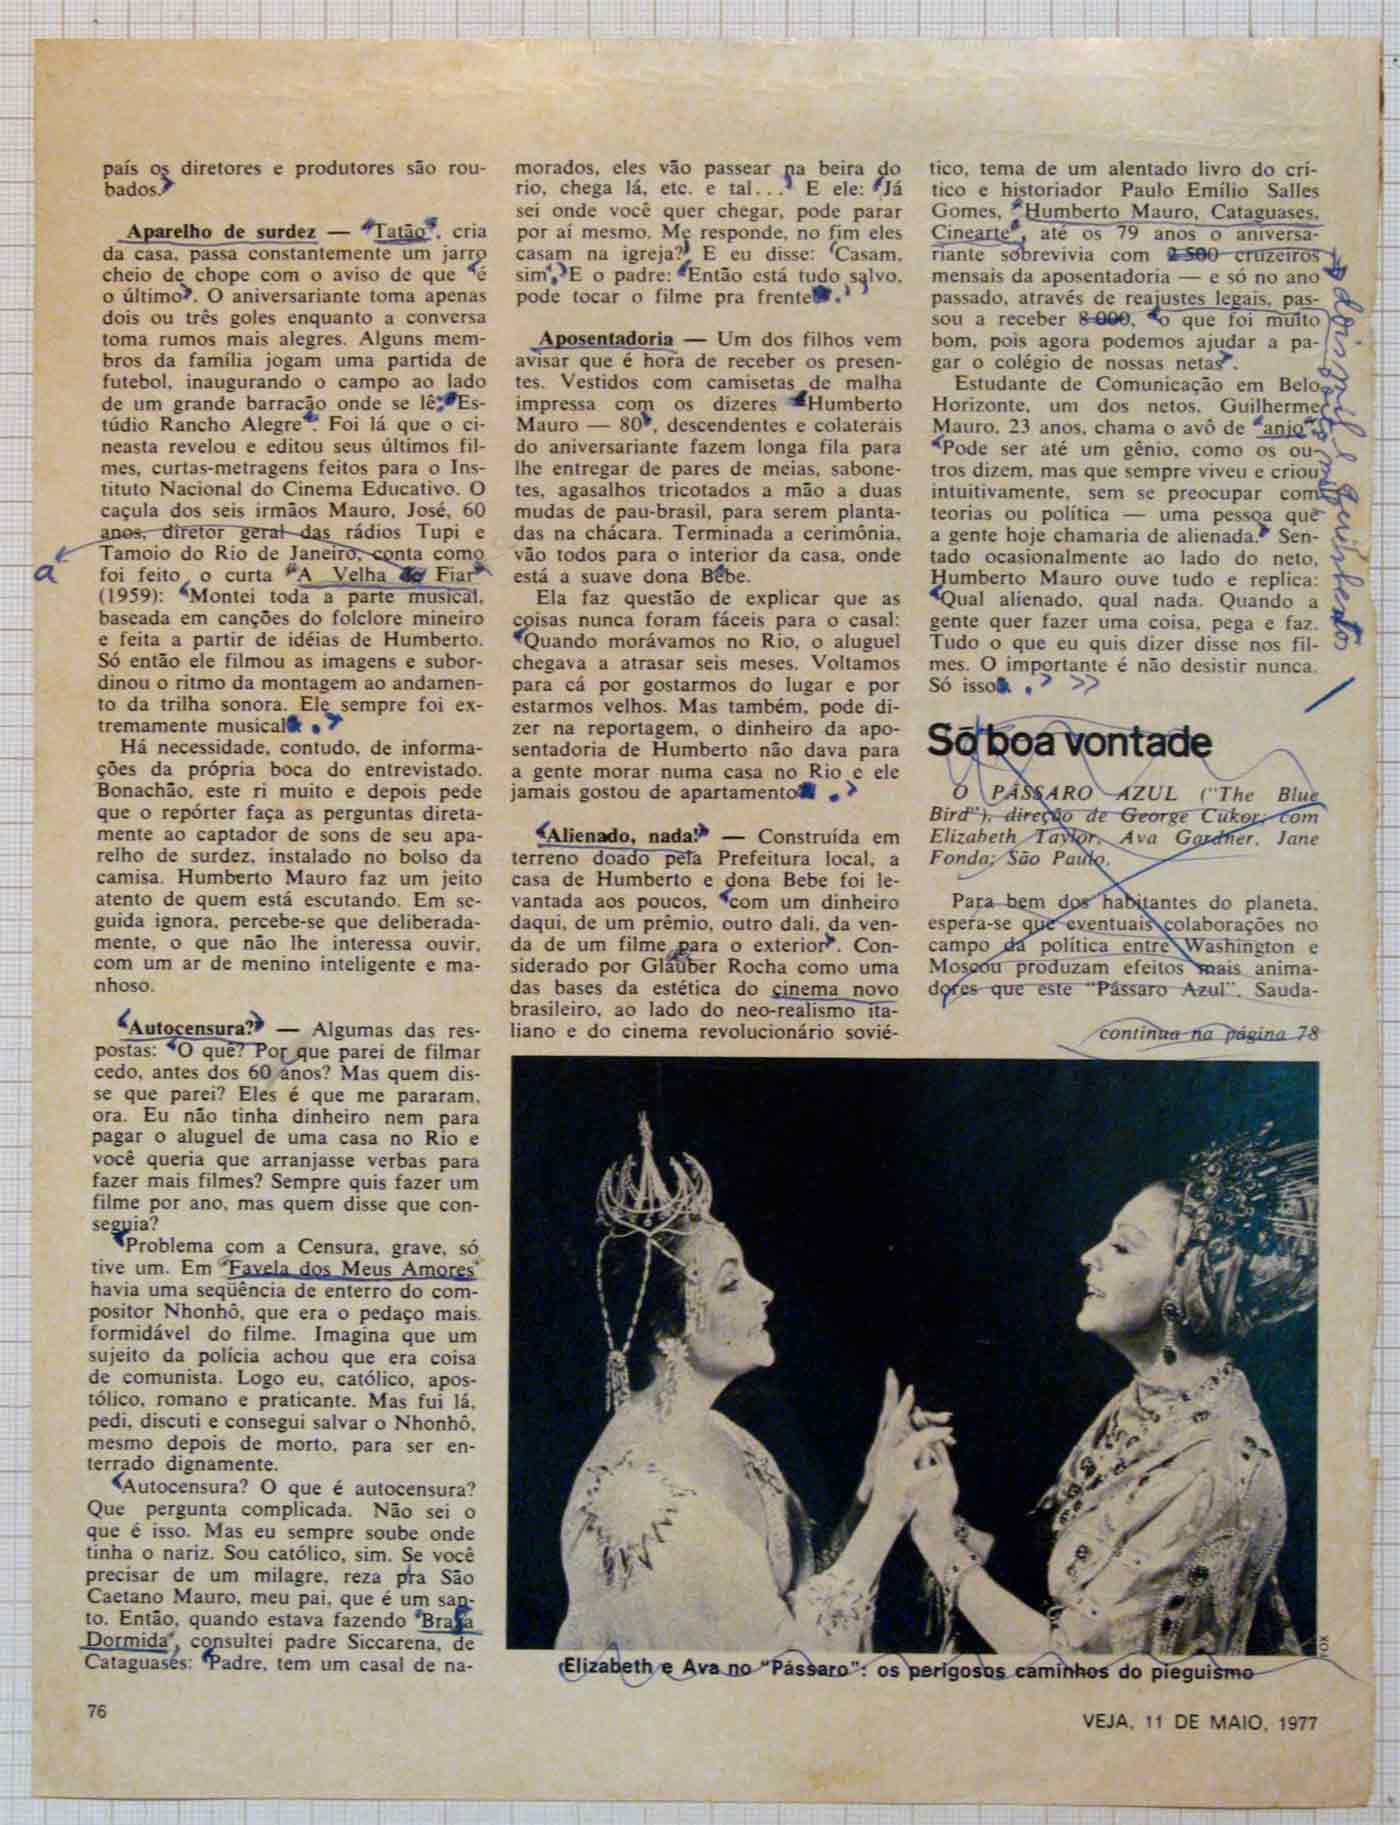 país os diretores e produtores são rou-
bados.
Aparelho de surdez — "Tatão", cria
da casa, passa constantemente um jarro
cheio de chope com o aviso de que "é
o último". O aniversariante toma apenas
dois ou três goles enquanto a conversa
toma rumos mais alegres. Alguns mem-
bros da família jogam uma partida de
futebol, inaugurando o campo ao lado
de um grande barracão onde se lê: "Es-
túdio Rancho Alegre". Foi lá que o ci-
neasta revelou e editou seus últimos fil-
mes, curtas-metragens feitos para o Ins-
tituto Nacional do Cinema Educativo. O
caçula dos seis irmãos Mauro, José, 60
anos, diretor geral das rádios Tupi e
Tamoio do Rio de Janeiro, conta como
a
foi feito o curta "A Velha de Fiar"
(1959): "Montei toda a parte musical,
baseada em canções do folclore mineiro
e feita a partir de idéias de Humberto.
Só então ele filmou as imagens e subor-
dinou o ritmo da montagem ao andamen-
to da trilha sonora. Ele sempre foi ex-
tremamente musical."
Há necessidade, contudo, de informa-
ções da própria boca do entrevistado.
Bonachão, este ri muito e depois pede
que o repórter faça as perguntas direta-
mente ao captador de sons de seu apa-
relho de surdez, instalado no bolso da
camisa. Humberto Mauro faz um jeito
atento de quem está escutando. Em se-
guida ignora, percebe-se que deliberada-
mente, o que não lhe interessa ouvir,
com um ar de menino inteligente e ma-
nhoso.
"Autocensura?" — Algumas das res-
postas: "O quê? Por que parei de filmar
cedo, antes dos 60 anos? Mas quem dis-
se que parei? Eles é que me pararam,
ora. Eu não tinha dinheiro nem para
pagar o aluguel de uma casa no Rio e
você queria que arranjasse verbas para
fazer mais filmes? Sempre quis fazer um
filme por ano, mas quem disse que con-
seguia?
"Problema com a Censura, grave, só
tive um. Em 'Favela dos Meus Amores'
havia uma seqüência de enterro do com-
positor Nhonhô, que era o pedaço mais
formidável do filme. Imagina que um
sujeito da polícia achou que era coisa
de comunista. Logo eu, católico, apos-
tólico, romano e praticante. Mas fui lá,
pedi, discuti e consegui salvar o Nhonhô,
mesmo depois de morto, para ser en-
terrado dignamente.
"Autocensura? O que é autocensura?
Que pergunta complicada. Não sei o
que é isso. Mas eu sempre soube onde
tinha o nariz. Sou católico, sim. Se você
precisar de um milagre, reza pra São
Caetano Mauro, meu pai, que é um san-
to. Então, quando estava fazendo 'Brasa
Dormida', consultei padre Siccarena, de
Cataguases: 'Padre, tem um casal de na-
morados, eles vão passear na beira do
rio, chega lá, etc. e tal...' E ele: 'Já
sei onde você quer chegar, pode parar
por aí mesmo. Me responde, no fim eles
casam na igreja?' E eu disse: 'Casam,
sim'. E o padre: 'Então está tudo salvo,
pode tocar o filme pra frente'."
Aposentadoria — Um dos filhos vem
avisar que é hora de receber os presen-
tes. Vestidos com camisetas de malha
impressa com os dizeres "Humberto
Mauro — 80", descendentes e colaterais
do aniversariante fazem longa fila para
lhe entregar de pares de meias, sabone-
tes, agasalhos tricotados a mão a duas
mudas de pau-brasil, para serem planta-
das na chácara. Terminada a cerimônia,
vão todos para o interior da casa, onde
está a suave dona Bebe.
Ela faz questão de explicar que as
coisas nunca foram fáceis para o casal:
"Quando morávamos no Rio, o aluguel
chegava a atrasar seis meses. Voltamos
para cá por gostarmos do lugar e por
estarmos velhos. Mas também, pode di-
zer na reportagem, o dinheiro da apo-
sentadoria de Humberto não dava para
a gente morar numa casa no Rio e ele
jamais gostou de apartamento."
"Alienado, nada!" — Construída em
terreno doado pela Prefeitura local, a
casa de Humberto e dona Bebe foi le-
vantada aos poucos, "com um dinheiro
daqui, de um prêmio, outro dali, da ven-
da de um filme para o exterior". Con-
siderado por Glauber Rocha como uma
das bases da estética do cinema novo
brasileiro, ao lado do neo-realismo ita-
liano e do cinema revolucionário sovié-
tico, tema de um alentado livro do crí-
tico e historiador Paulo Emílio Salles
Gomes, "Humberto Mauro, Cataguases,
Cinearte", até os 79 anos o aniversa-
riante sobrevivia com 2 500 cruzeiros
mensais da aposentadoria — e só no ano
passado, através de reajustes legais, pas-
sou a receber 8 000, "o que foi muito
bom, pois agora podemos ajudar a pa-
gar o colégio de nossas netas".
Estudante de Comunicação em Belo
Horizonte, um dos netos, Guilherme
Mauro, 23 anos, chama o avô de "anjo".
"Pode ser até um gênio, como os ou-
tros dizem, mas que sempre viveu e criou
intuitivamente, sem se preocupar com
teorias ou política — uma pessoa que
a gente hoje chamaria de alienada." Sen-
tado ocasionalmente ao lado do neto,
Humberto Mauro ouve tudo e replica:
"Qual alienado, qual nada. Quando a
gente quer fazer uma coisa, pega e faz.
Tudo o que eu quis dizer disse nos fil-
mes. O importante é não desistir nunca.
Só isso."
dois mil e quinhentos
oito mil
Só boa vontade
O PÁSSARO AZUL ("The Blue
Bird"), direção de George Cukor; com
Elizabeth Taylor, Ava Gardner, Jane
Fonda; São Paulo.
Para bem dos habitantes do planeta,
espera-se que eventuais colaborações no
campo da política entre Washington e
Moscou produzam efeitos mais anima-
dores que este "Pássaro Azul". Sauda-
continua na página 78
FOX
Elizabeth e Ava no "Pássaro": os perigosos caminhos do pieguismo
76
VEJA, 11 DE MAIO, 1977